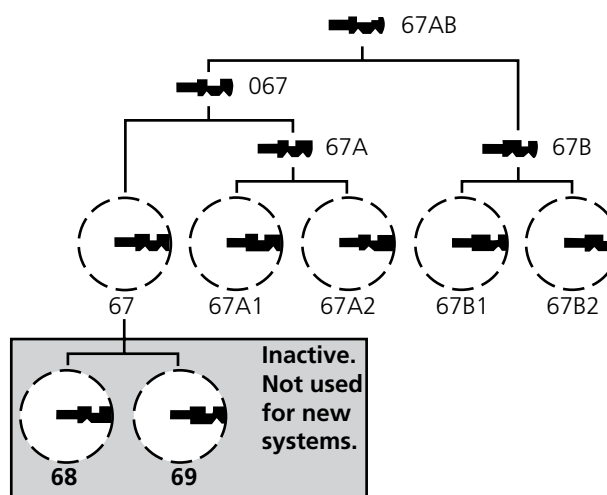 67AB
067
67A
67B
67
67A1
67A2
67B1
67B2
Inactive.
Not used
for new
systems.
68
69